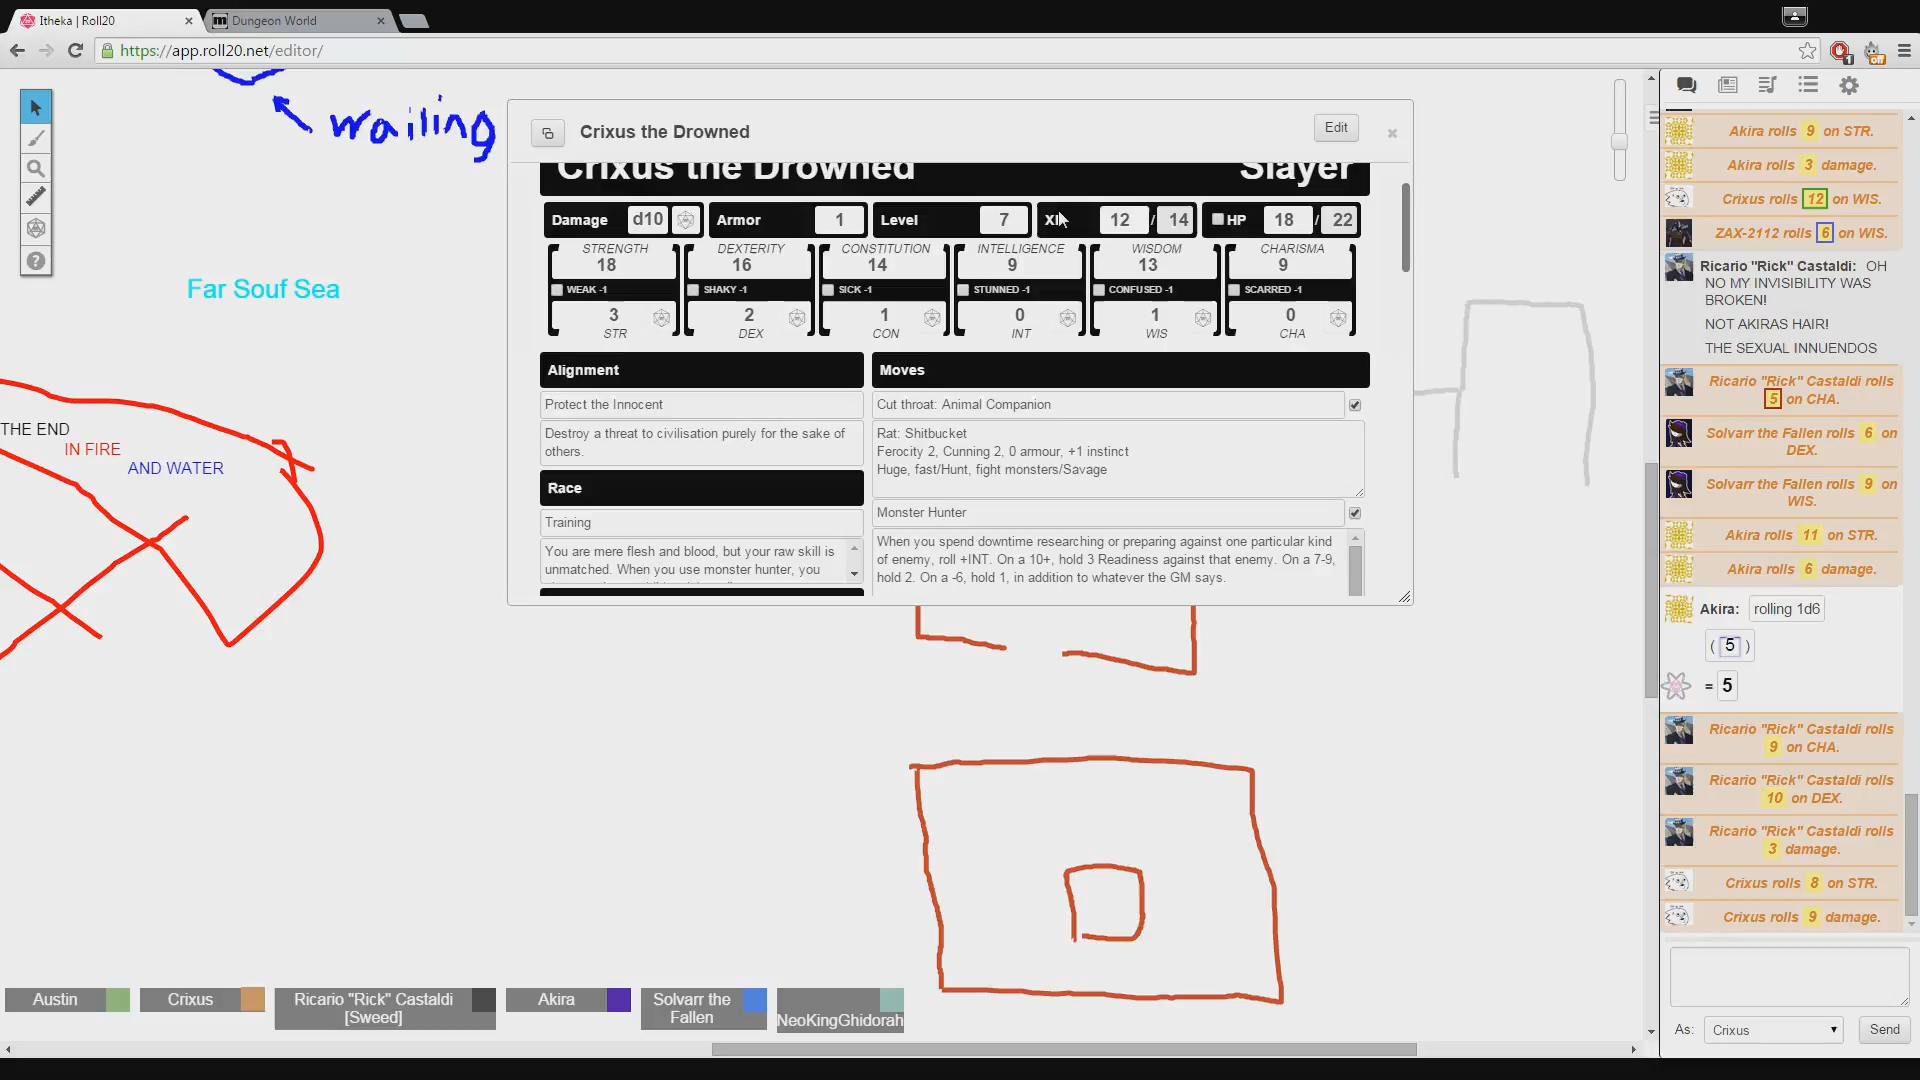 Itheka | Roll20
Dungeon World
https://app.roll20.net/editor/
wailing
Far Souf Sea
THE END
IN FIRE
AND WATER
Crixus the Drowned
Edit
Crixus the Drowned
Slayer
Damage d10
Armor 1
Level 7
12 / 14
HP 18 / 22
STRENGTH
18
WEAK -1
3
STR
DEXTERITY
16
SHAKY -1
2
DEX
CONSTITUTION
14
SICK -1
1
CON
INTELLIGENCE
9
STUNNED -1
0
INT
WISDOM
13
CONFUSED -1
1
WIS
CHARISMA
9
SCARRED -1
0
CHA
Alignment
Protect the Innocent
Destroy a threat to civilisation purely for the sake of
others.
Race
Training
You are mere flesh and blood, but your raw skill is
unmatched. When you use monster hunter, you
Moves
Cut throat: Animal Companion
Rat: Shitbucket
Ferocity 2, Cunning 2, 0 armour, +1 instinct
Huge, fast/Hunt, fight monsters/Savage
Monster Hunter
When you spend downtime researching or preparing against one particular kind
of enemy, roll +INT. On a 10+, hold 3 Readiness against that enemy. On a 7-9,
hold 2. On a -6, hold 1, in addition to whatever the GM says.
Austin
Crixus
Ricario "Rick" Castaldi
[Sweed]
Akira
Solvarr the
Fallen
NeoKingGhidorah
Akira rolls 9 on STR.
Akira rolls 3 damage.
Crixus rolls 12 on WIS.
ZAX-2112 rolls 6 on WIS.
Ricario "Rick" Castaldi: OH
NO MY INVISIBILITY WAS
BROKEN!
NOT AKIRAS HAIR!
THE SEXUAL INNUENDOS
Ricario "Rick" Castaldi rolls
5 on CHA.
Solvarr the Fallen rolls 6 on
DEX.
Solvarr the Fallen rolls 9 on
WIS.
Akira rolls 11 on STR.
Akira rolls 6 damage.
Akira: rolling 1d6
( 5 )
= 5
Ricario "Rick" Castaldi rolls
9 on CHA.
Ricario "Rick" Castaldi rolls
10 on DEX.
Ricario "Rick" Castaldi rolls
3 damage.
Crixus rolls 8 on STR.
Crixus rolls 9 damage.
As: Crixus
Send